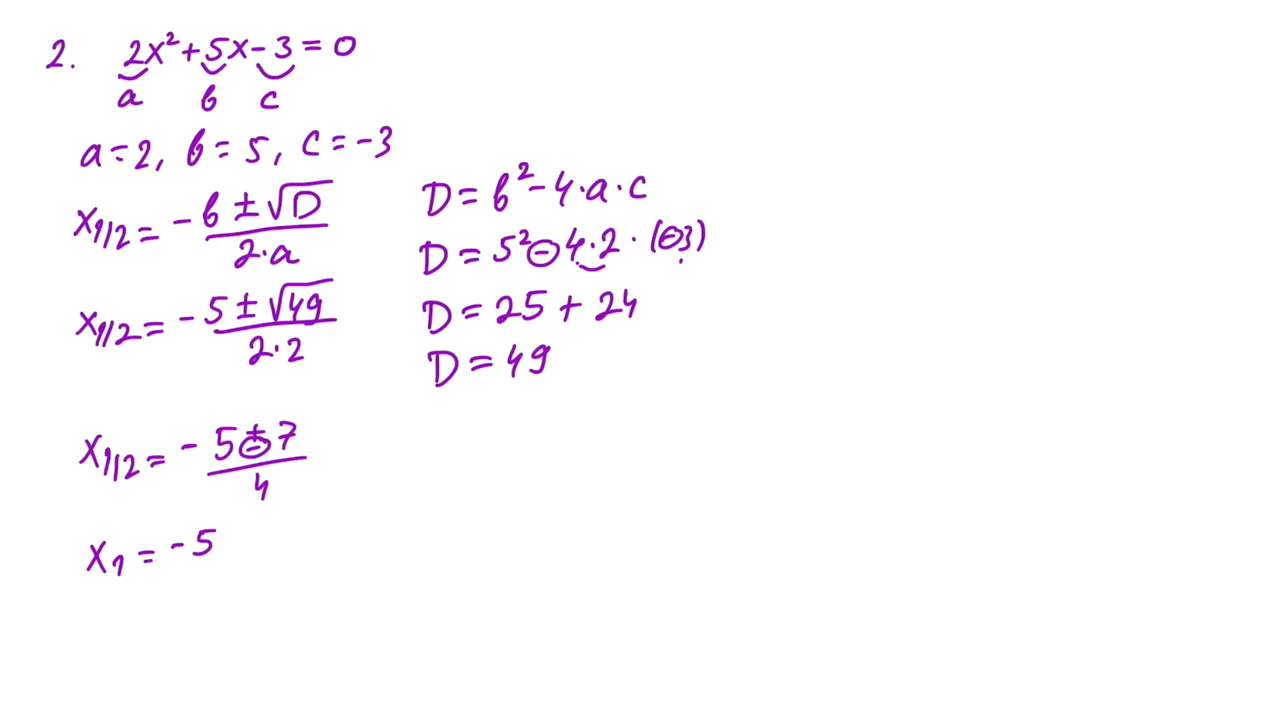 2. 2x² + 5x - 3 = 0
a b c
a = 2, b = 5, c = -3
x₁/₂ = (-b ± √D) / (2·a)
D = b² - 4·a·c
D = 5² - 4·2·(-3)
x₁/₂ = (-5 ± √49) / (2·2)
D = 25 + 24
D = 49
x₁/₂ = (-5 ± 7) / 4
x₁ = -5